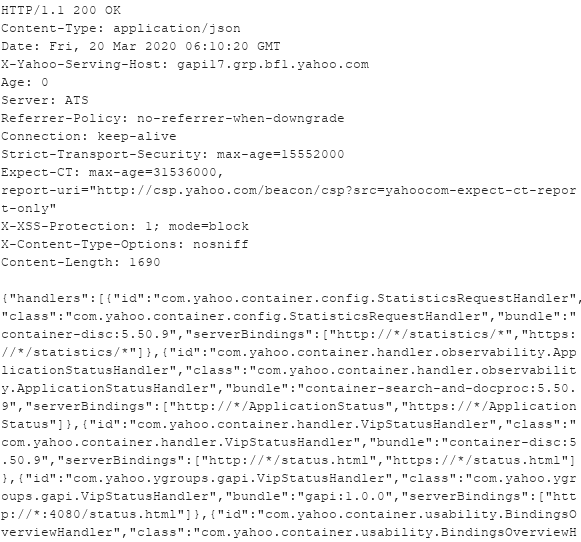 HTTP/1.1 200 OK
Content-Type: application/json
Date: Fri, 20 Mar 2020 06:10:20 GMT
X-Yahoo-Serving-Host: gapi17.grp.bf1.yahoo.com
Age: 0
Server: ATS
Referrer-Policy: no-referrer-when-downgrade
Connection: keep-alive
Strict-Transport-Security: max-age=15552000
Expect-CT: max-age=31536000,
report-uri="http://csp.yahoo.com/beacon/csp?src=yahoocom-expect-ct-repor
t-only"
X-XSS-Protection: 1; mode=block
X-Content-Type-Options: nosniff
Content-Length: 1690

{"handlers":[{"id":"com.yahoo.container.config.StatisticsRequestHandler",
"class":"com.yahoo.container.config.StatisticsRequestHandler","bundle":"
container-disc:5.50.9","serverBindings":["http://*/statistics/*","https:
//*/statistics/*"]},{"id":"com.yahoo.container.handler.observability.App
licationStatusHandler","class":"com.yahoo.container.handler.observabilit
y.ApplicationStatusHandler","bundle":"container-search-and-docproc:5.50.
9","serverBindings":["http://*/ApplicationStatus","https://*/Application
Status"]},{"id":"com.yahoo.container.handler.VipStatusHandler","class":"
com.yahoo.container.handler.VipStatusHandler","bundle":"container-disc:5
.50.9","serverBindings":["http://*/status.html","https://*/status.html"]
},{"id":"com.yahoo.ygroups.gapi.VipStatusHandler","class":"com.yahoo.ygr
oups.gapi.VipStatusHandler","bundle":"gapi:1.0.0","serverBindings":["htt
p://*:4080/status.html"]},{"id":"com.yahoo.container.usability.BindingsO
verviewHandler","class":"com.yahoo.container.usability.BindingsOverviewH